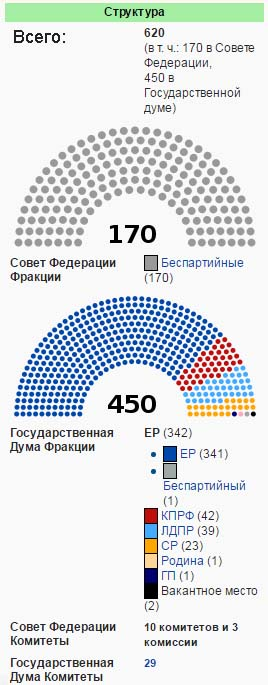 Структура
Всего:
620
(в т. ч.: 170 в Совете
Федерации,
450 в
Государственной
думе)
170
Совет Федерации
Фракции
Беспартийные
(170)
450
Государственная
Дума Фракции
ЕР (342)
ЕР (341)
Беспартийный
(1)
КПРФ (42)
ЛДПР (39)
СР (23)
Родина (1)
ГП (1)
Вакантное место
(2)
Совет Федерации
Комитеты
10 комитетов и 3
комиссии
Государственная
Дума Комитеты
29